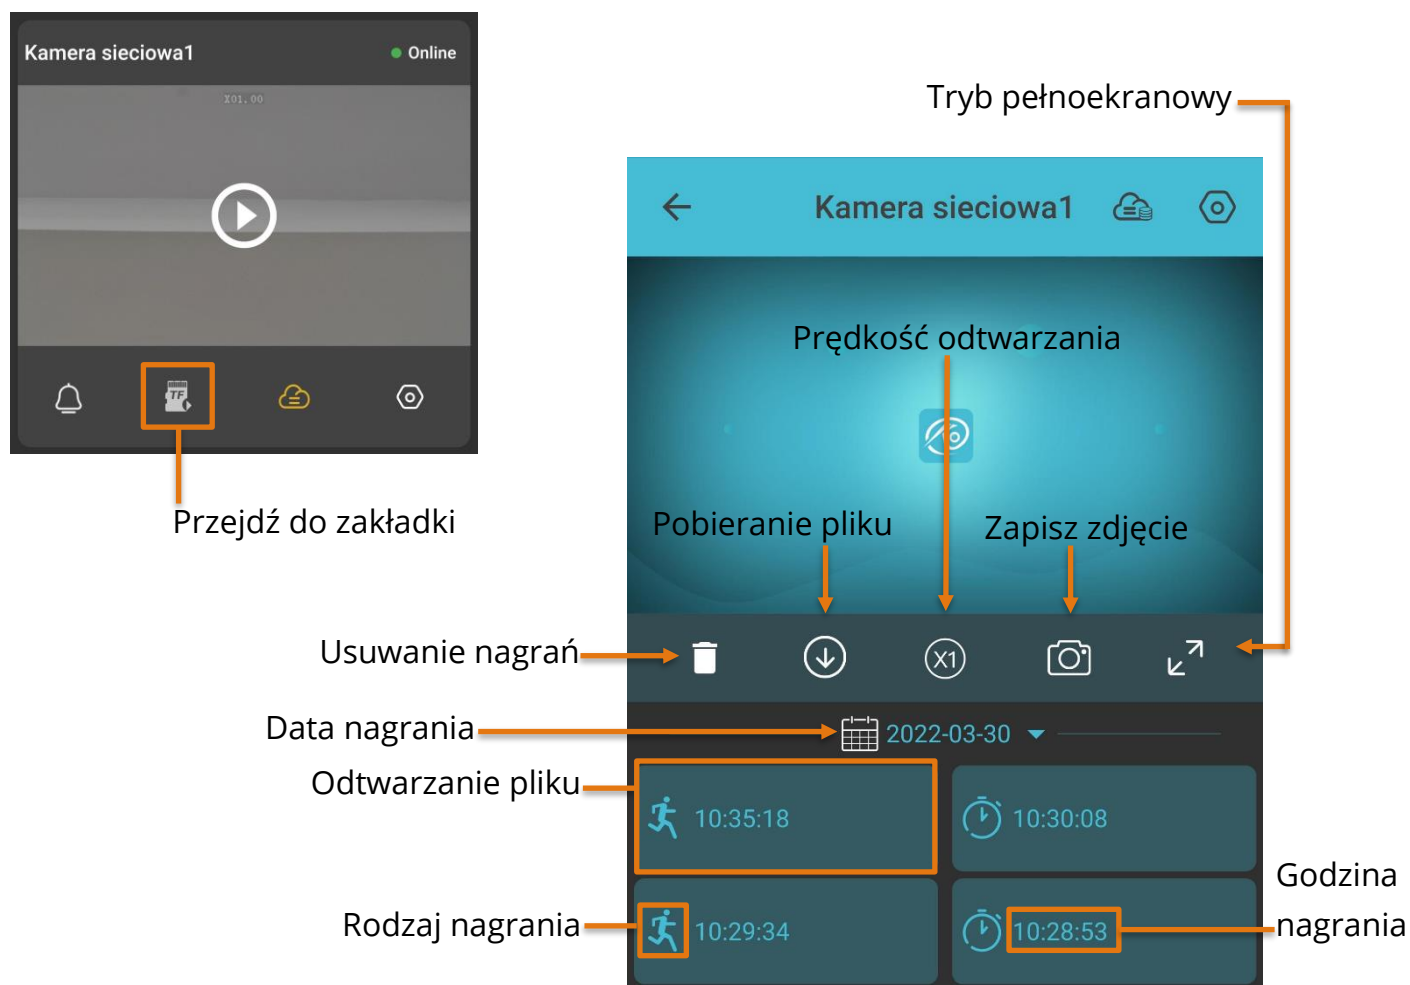 Kamera sieciowa1
Online
X01.00
TF
Przejdź do zakładki
Tryb pełnoekranowy
Kamera sieciowa1
Prędkość odtwarzania
Pobieranie pliku
Zapisz zdjęcie
Usuwanie nagrań
X1
Data nagrania
2022-03-30
Odtwarzanie pliku
10:35:18
10:30:08
Rodzaj nagrania
10:29:34
10:28:53
Godzina
nagrania